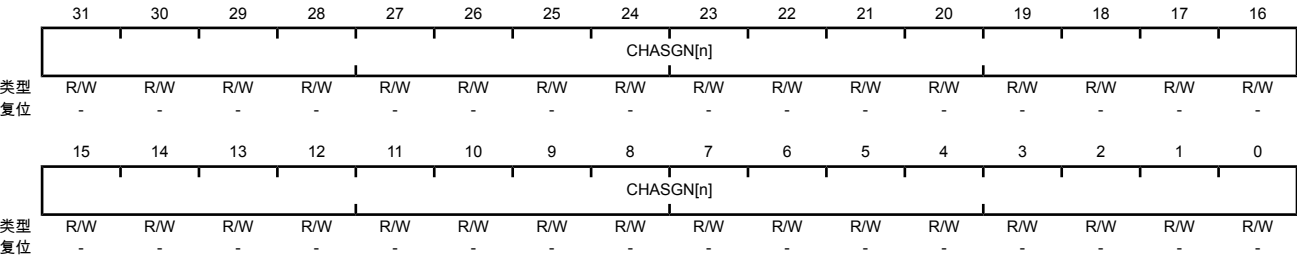 31 30 29 28 27 26 25 24 23 22 21 20 19 18 17 16
CHASGN[n]
类型 R/W R/W R/W R/W R/W R/W R/W R/W R/W R/W R/W R/W R/W R/W R/W R/W
复位 - - - - - - - - - - - - - - - -
15 14 13 12 11 10 9 8 7 6 5 4 3 2 1 0
CHASGN[n]
类型 R/W R/W R/W R/W R/W R/W R/W R/W R/W R/W R/W R/W R/W R/W R/W R/W
复位 - - - - - - - - - - - - - - - -